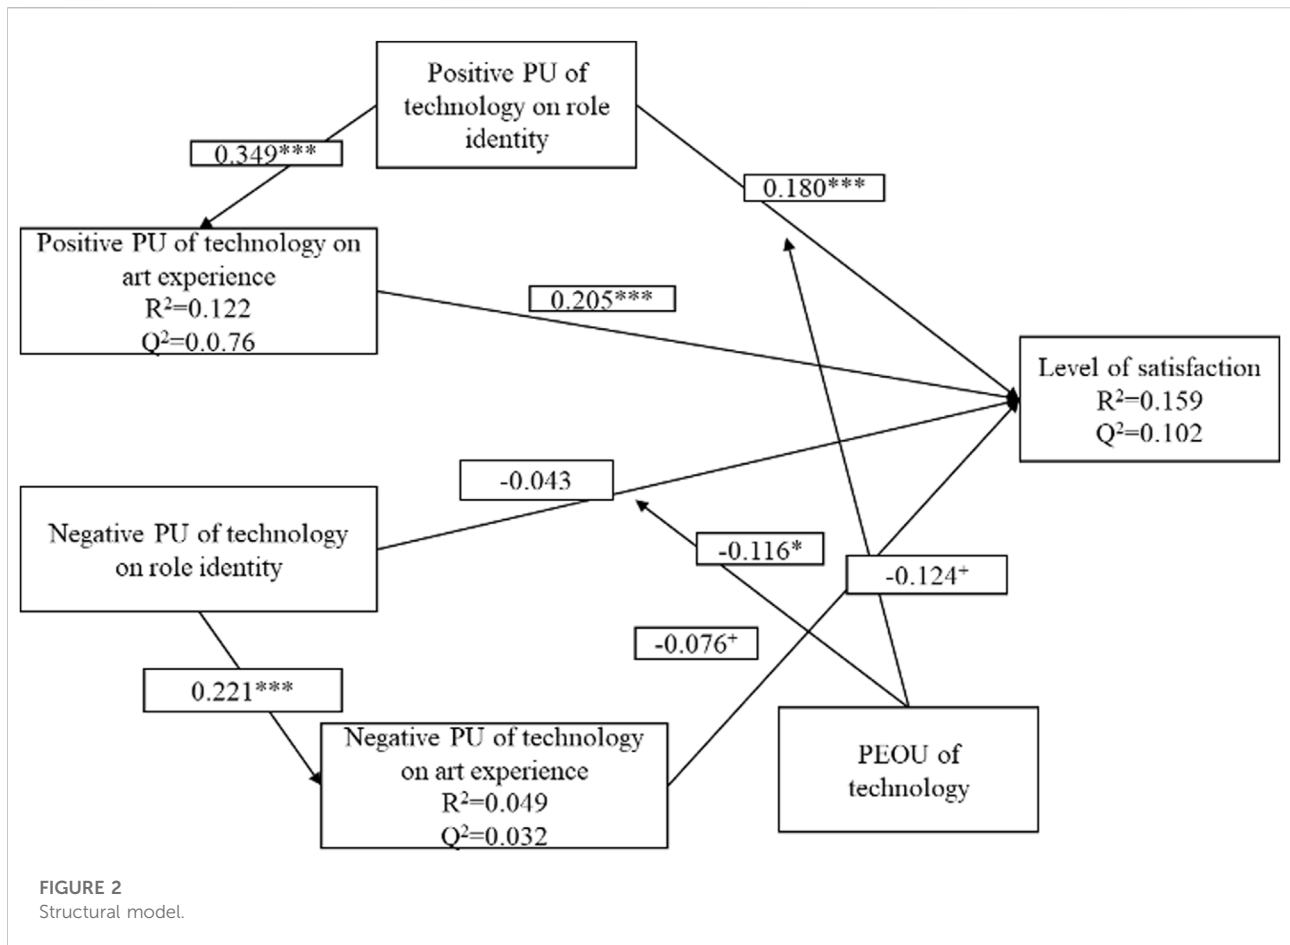 Positive PU of
technology on role
identity
0.349***
0.180***
Positive PU of technology on
art experience
R²=0.122
Q²=0.0.76
0.205***
Level of satisfaction
R²=0.159
Q²=0.102
-0.043
Negative PU of technology
on role identity
-0.116*
-0.124⁺
-0.076⁺
0.221***
Negative PU of technology
on art experience
R²=0.049
Q²=0.032
PEOU of
technology
FIGURE 2
Structural model.